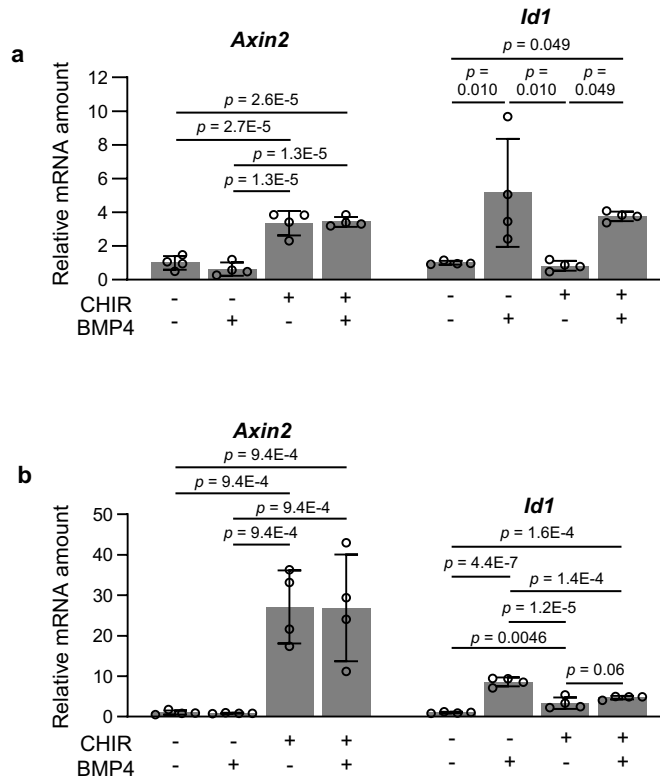 a
Axin2
Id1
p = 0.049
p = 0.010
p = 0.010
p = 0.049
p = 2.6E-5
p = 2.7E-5
p = 1.3E-5
p = 1.3E-5
Relative mRNA amount
12
10
8
6
4
2
0
CHIR - - + + - - + +
BMP4 - + - + - + - +
b
Axin2
Id1
p = 9.4E-4
p = 9.4E-4
p = 9.4E-4
p = 9.4E-4
p = 1.6E-4
p = 4.4E-7
p = 1.4E-4
p = 1.2E-5
p = 0.0046
p = 0.06
Relative mRNA amount
50
40
30
20
10
0
CHIR - - + + - - + +
BMP4 - + - + - + - +